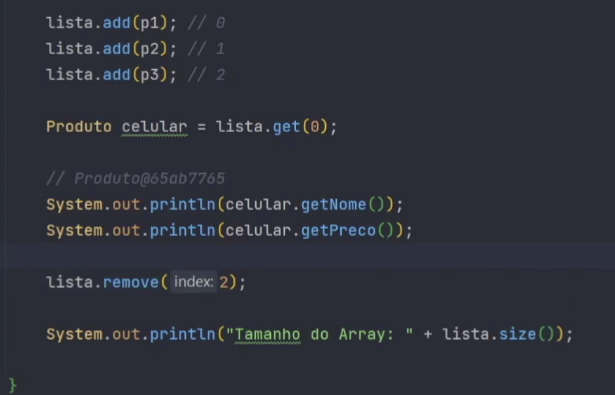 lista.add(p1); // 0
lista.add(p2); // 1
lista.add(p3); // 2
Produto celular = lista.get(0);
// Produto@65ab7765
System.out.println(celular.getNome());
System.out.println(celular.getPreco());
lista.remove( index: 2);
System.out.println("Tamanho do Array: " + lista.size());
}